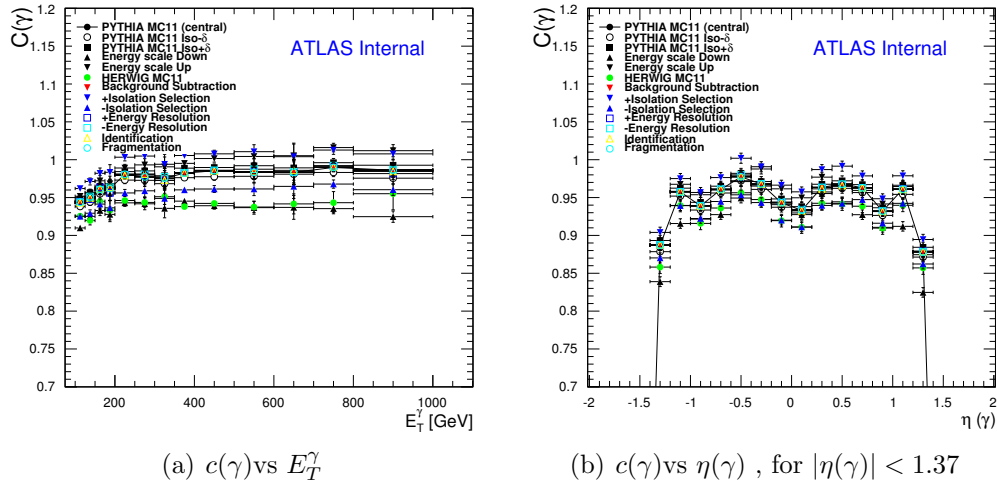 C(γ)
1.2
1.15
1.1
1.05
1
0.95
0.9
0.85
0.8
0.75
0.7
PYTHIA MC11 (central)
PYTHIA MC11 Iso-δ
PYTHIA MC11 Iso+δ
Energy scale Down
Energy scale Up
HERWIG MC11
Background Subtraction
+Isolation Selection
-Isolation Selection
+Energy Resolution
-Energy Resolution
Identification
Fragmentation
ATLAS Internal
200 400 600 800 1000
E_T^γ [GeV]
(a) c(γ)vs E_T^γ
C(γ)
1.2
1.15
1.1
1.05
1
0.95
0.9
0.85
0.8
0.75
0.7
PYTHIA MC11 (central)
PYTHIA MC11 Iso-δ
PYTHIA MC11 Iso+δ
Energy scale Down
Energy scale Up
HERWIG MC11
Background Subtraction
+Isolation Selection
-Isolation Selection
+Energy Resolution
-Energy Resolution
Identification
Fragmentation
ATLAS Internal
-2 -1.5 -1 -0.5 0 0.5 1 1.5 2
η (γ)
(b) c(γ)vs η(γ) , for |η(γ)| < 1.37